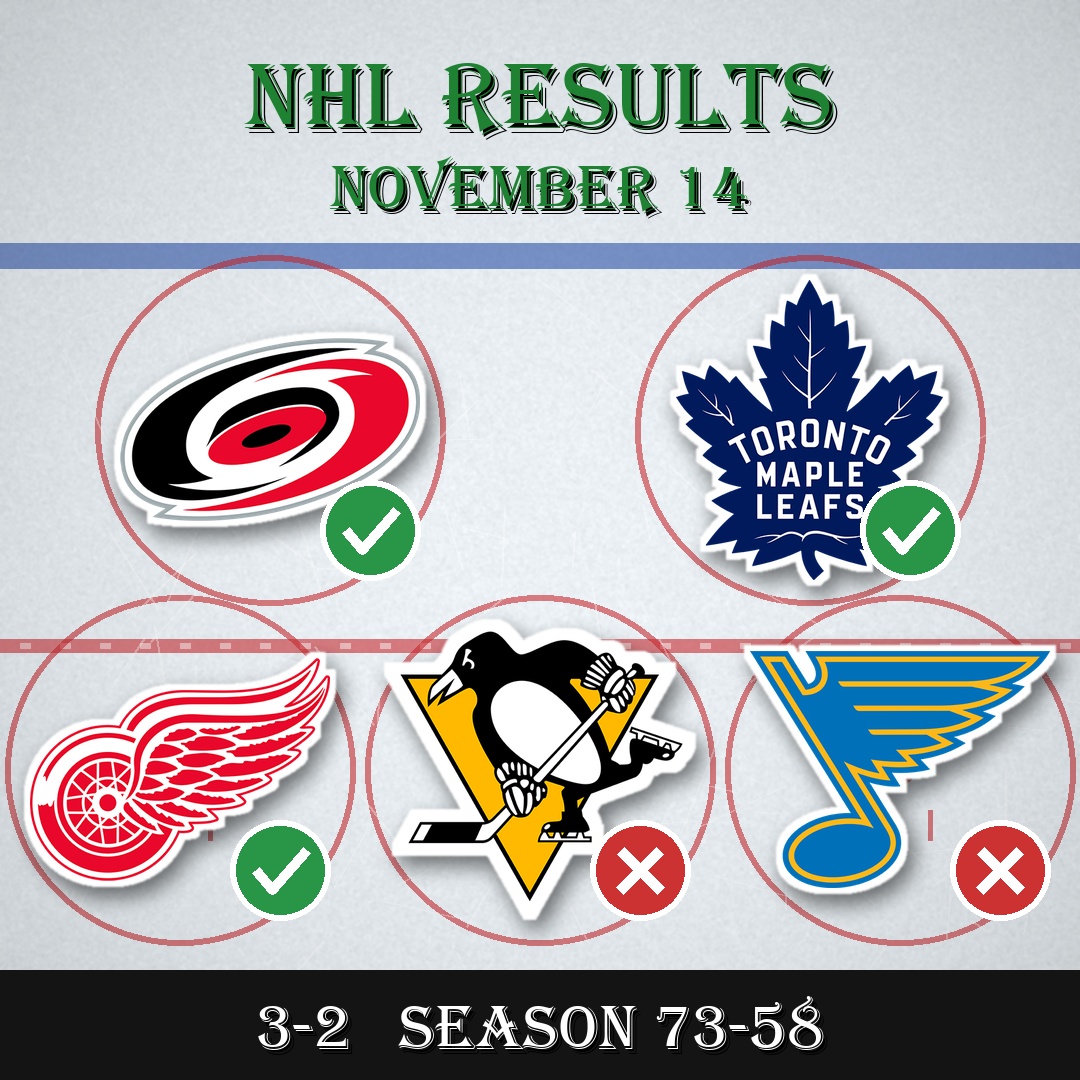 NHL RESULTS
NOVEMBER 14
TORONTO
MAPLE
LEAFS
3-2 SEASON 73-58